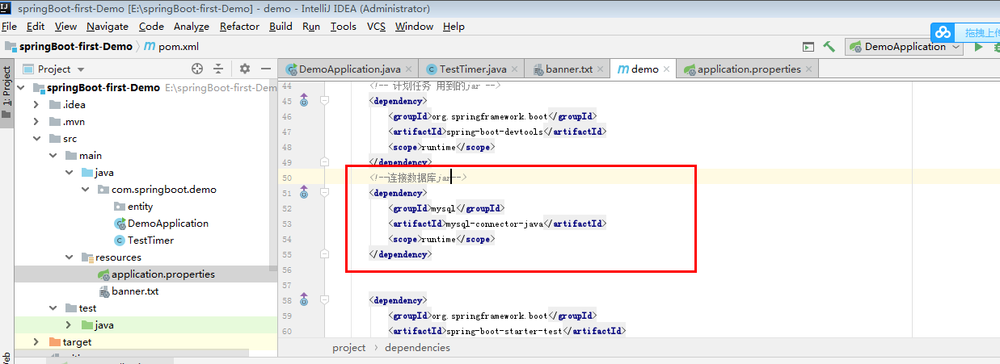 springBoot-first-Demo [E:\springBoot-first-Demo] - demo - IntelliJ IDEA (Administrator)
File Edit View Navigate Code Analyze Refactor Build Run Tools VCS Window Help
springBoot-first-Demo pom.xml
拖拽上传
DemoApplication
1: Project
Project
DemoApplication.java
TestTimer.java
banner.txt
demo
application.properties
springBoot-first-Demo E:\springBoot-first-Dem
.idea
.mvn
src
main
java
com.springboot.demo
entity
DemoApplication
TestTimer
resources
application.properties
banner.txt
test
java
target
44 <!-- 计划任务 用到的jar -->
45 <dependency>
46 <groupId>org.springframework.boot</groupId>
47 <artifactId>spring-boot-devtools</artifactId>
48 <scope>runtime</scope>
49 </dependency>
50 <!--连接数据库jar-->
51 <dependency>
52 <groupId>mysql</groupId>
53 <artifactId>mysql-connector-java</artifactId>
54 <scope>runtime</scope>
55 </dependency>
56
57
58 <dependency>
59 <groupId>org.springframework.boot</groupId>
60 <artifactId>spring-boot-starter-test</artifactId>
project › dependencies